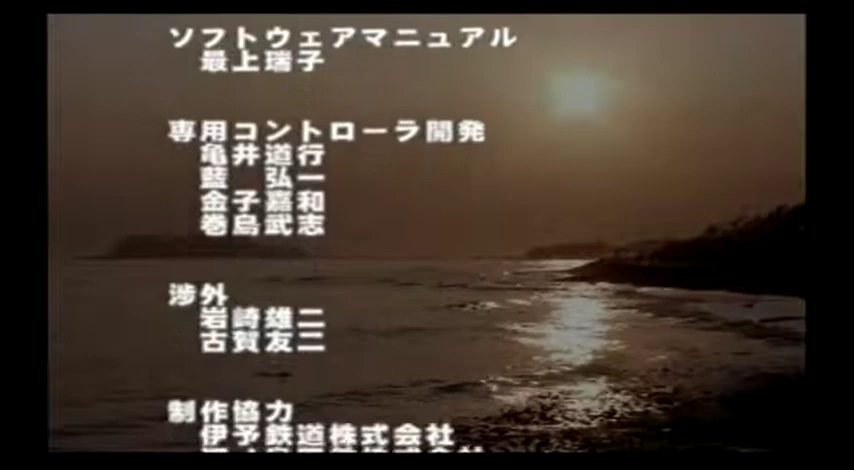 ソフトウェアマニュアル
最上瑞子
専用コントローラ開発
亀井道行
藍　弘一
金子嘉和
巻島武志
渉外
岩崎雄二
古賀友二
制作協力
伊予鉄道株式会社